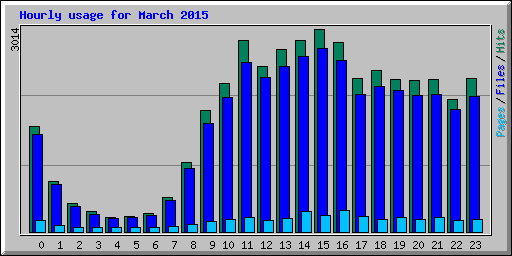 Hourly usage for March 2015
3014
Pages / Files / Hits
0 1 2 3 4 5 6 7 8 9 10 11 12 13 14 15 16 17 18 19 20 21 22 23